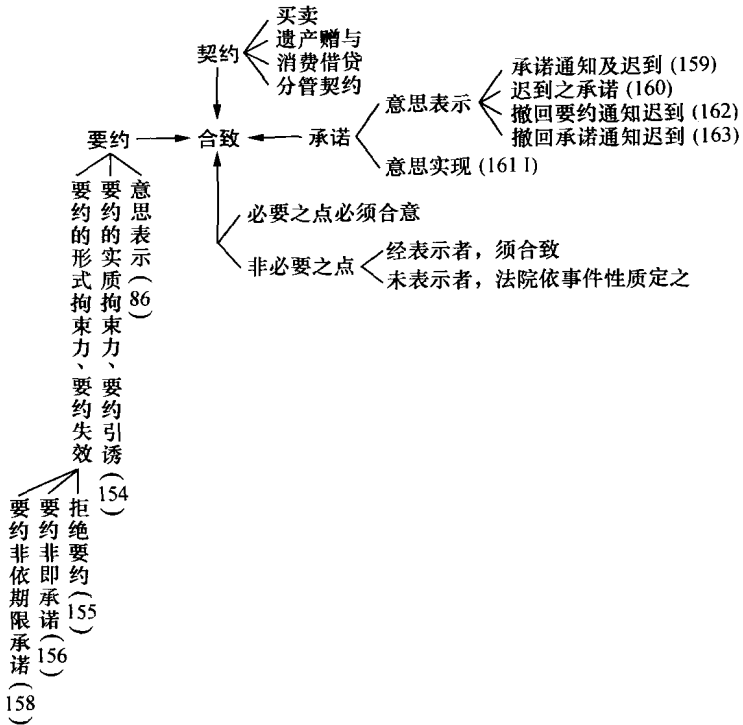 契约
买卖
遗产赠与
消费借贷
分管契约
要约
合致
承诺
意思表示
承诺通知及迟到 (159)
迟到之承诺 (160)
撤回要约通知迟到 (162)
撤回承诺通知迟到 (163)
意思实现 (161 I)
必要之点必须合意
非必要之点
经表示者，须合致
未表示者，法院依事件性质定之
意思表示(86)
要约的实质拘束力、要约引诱(154)
要约的形式拘束力、要约失效
拒绝要约(155)
要约非即承诺(156)
要约非依期限承诺(158)